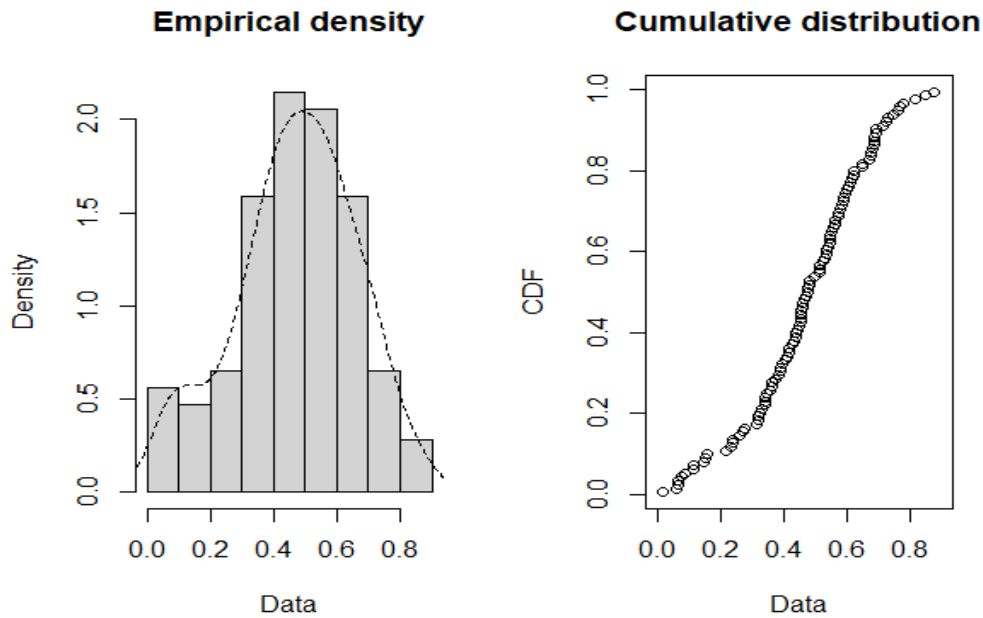 Empirical density
Density
0.0 0.5 1.0 1.5 2.0
0.0 0.2 0.4 0.6 0.8
Data
Cumulative distribution
CDF
0.0 0.2 0.4 0.6 0.8 1.0
0.0 0.2 0.4 0.6 0.8
Data